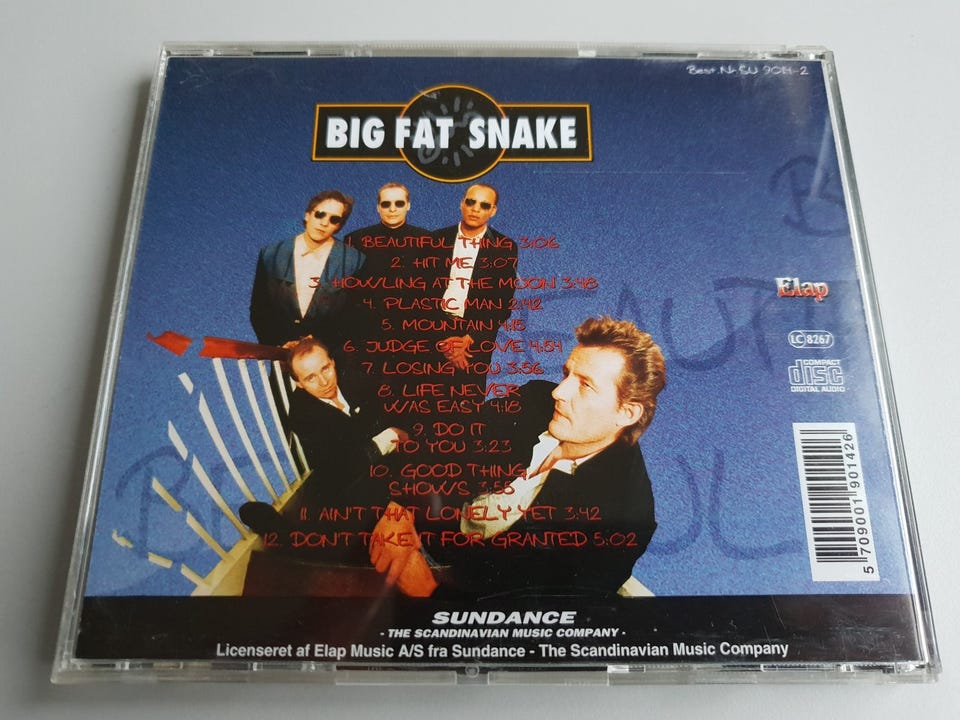 Best.Nr.EU 9014-2
BIG FAT SNAKE
1. BEAUTIFUL THING 3:06
2. HIT ME 3:07
3. HOWLING AT THE MOON 3:48
4. PLASTIC MAN 2:42
5. MOUNTAIN 4:15
6. JUDGE OF LOVE 4:54
7. LOSING YOU 3:56
8. LIFE NEVER
WAS EASY 4:18
9. DO IT
TO YOU 3:23
10. GOOD THING
SHOWS 3:55
11. AIN'T THAT LONELY YET 3:42
12. DON'T TAKE IT FOR GRANTED 5:02
Elap
LC 8267
COMPACT
disc
DIGITAL AUDIO
5 709001 901426
SUNDANCE
- THE SCANDINAVIAN MUSIC COMPANY -
Licenseret af Elap Music A/S fra Sundance - The Scandinavian Music Company